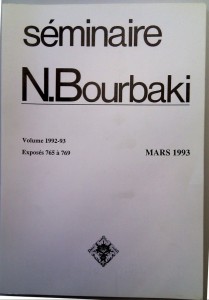 séminaire
N.Bourbaki
Volume 1992-93
Exposés 765 à 769
MARS 1993